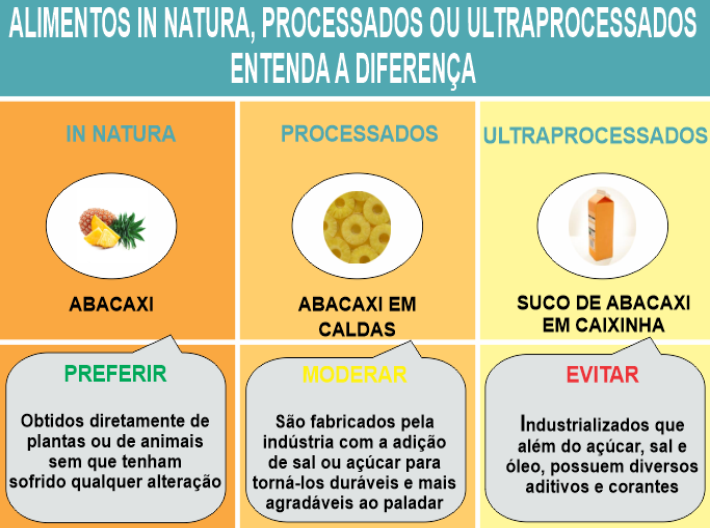 ALIMENTOS IN NATURA, PROCESSADOS OU ULTRAPROCESSADOS
ENTENDA A DIFERENÇA
IN NATURA
ABACAXI
PREFERIR
Obtidos diretamente de
plantas ou de animais
sem que tenham
sofrido qualquer alteração
PROCESSADOS
ABACAXI EM
CALDAS
MODERAR
São fabricados pela
indústria com a adição
de sal ou açúcar para
torná-los duráveis e mais
agradáveis ao paladar
ULTRAPROCESSADOS
SUCO DE ABACAXI
EM CAIXINHA
EVITAR
Industrializados que
além do açúcar, sal e
óleo, possuem diversos
aditivos e corantes